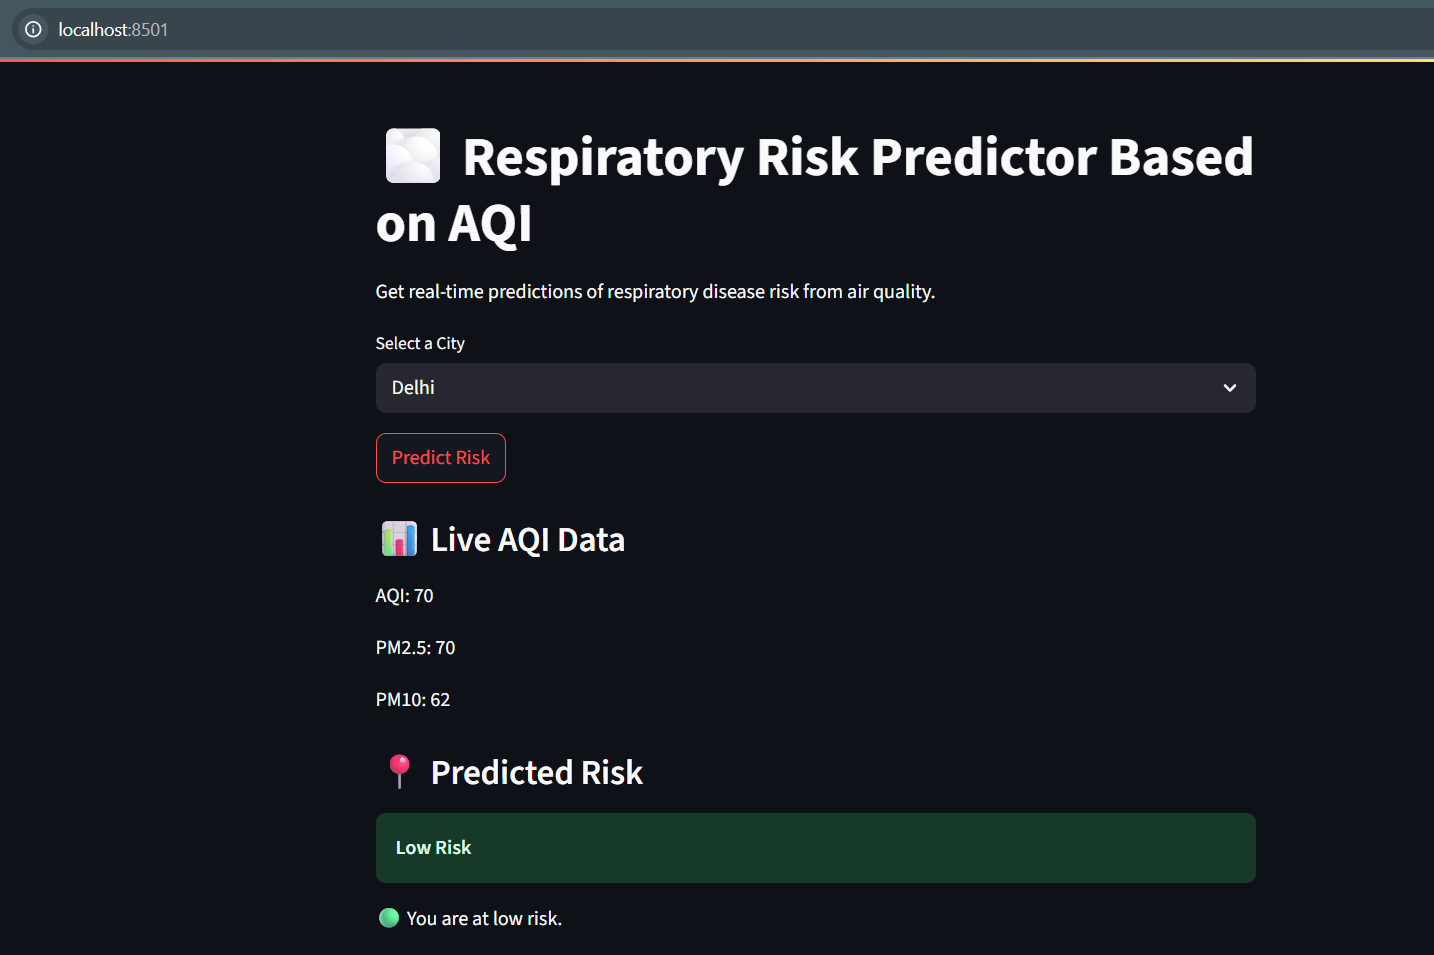 localhost:8501
Respiratory Risk Predictor Based
on AQI
Get real-time predictions of respiratory disease risk from air quality.
Select a City
Delhi
Predict Risk
Live AQI Data
AQI: 70
PM2.5: 70
PM10: 62
Predicted Risk
Low Risk
You are at low risk.